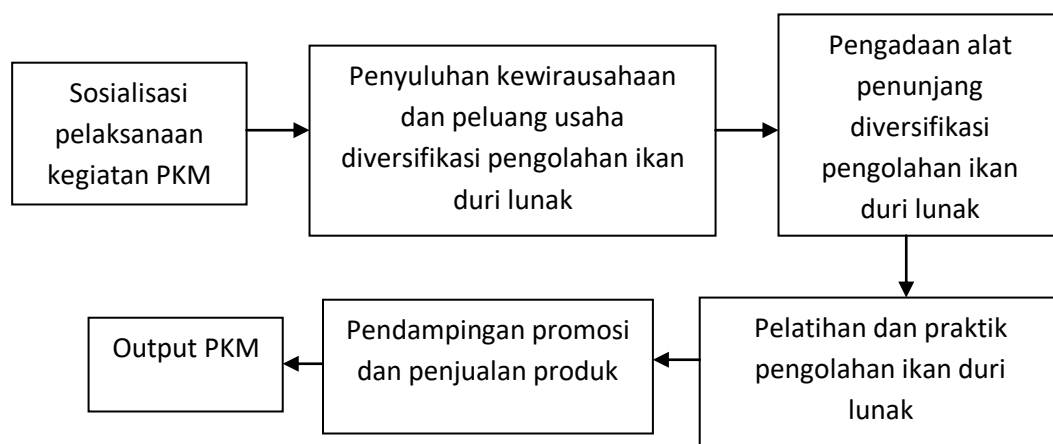 Sosialisasi
pelaksanaan
kegiatan PKM
Penyuluhan kewirausahaan
dan peluang usaha
diversifikasi pengolahan ikan
duri lunak
Pengadaan alat
penunjang
diversifikasi
pengolahan ikan
duri lunak
Pelatihan dan praktik
pengolahan ikan duri
lunak
Pendampingan promosi
dan penjualan produk
Output PKM